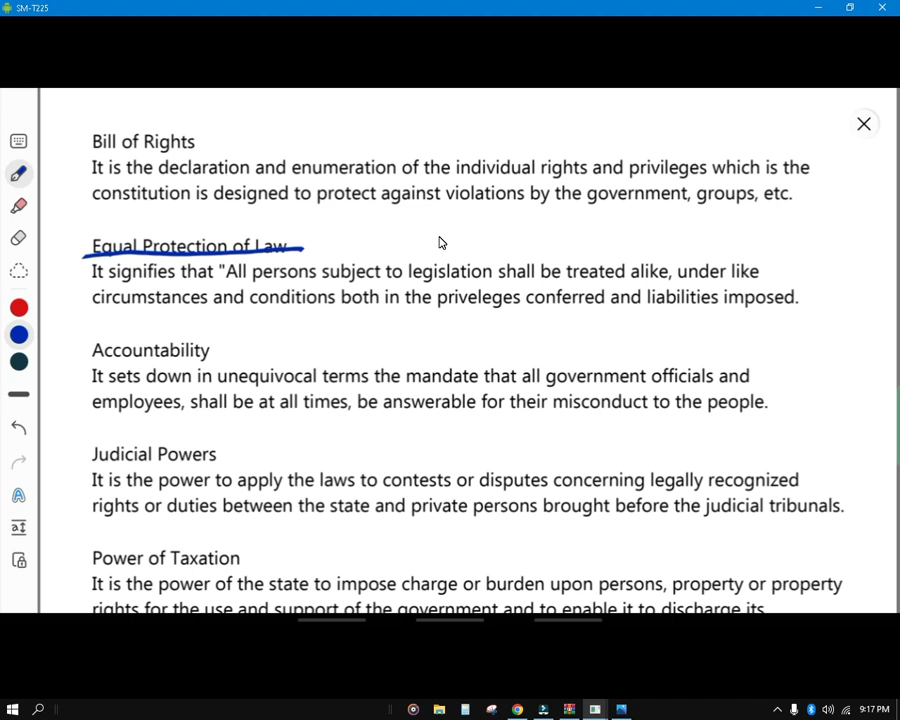 SM-T225
Bill of Rights
It is the declaration and enumeration of the individual rights and privileges which is the
constitution is designed to protect against violations by the government, groups, etc.
Equal Protection of Law
It signifies that "All persons subject to legislation shall be treated alike, under like
circumstances and conditions both in the priveleges conferred and liabilities imposed.
Accountability
It sets down in unequivocal terms the mandate that all government officials and
employees, shall be at all times, be answerable for their misconduct to the people.
Judicial Powers
It is the power to apply the laws to contests or disputes concerning legally recognized
rights or duties between the state and private persons brought before the judicial tribunals.
Power of Taxation
It is the power of the state to impose charge or burden upon persons, property or property
rights for the use and support of the government and to enable it to discharge its
9:17 PM